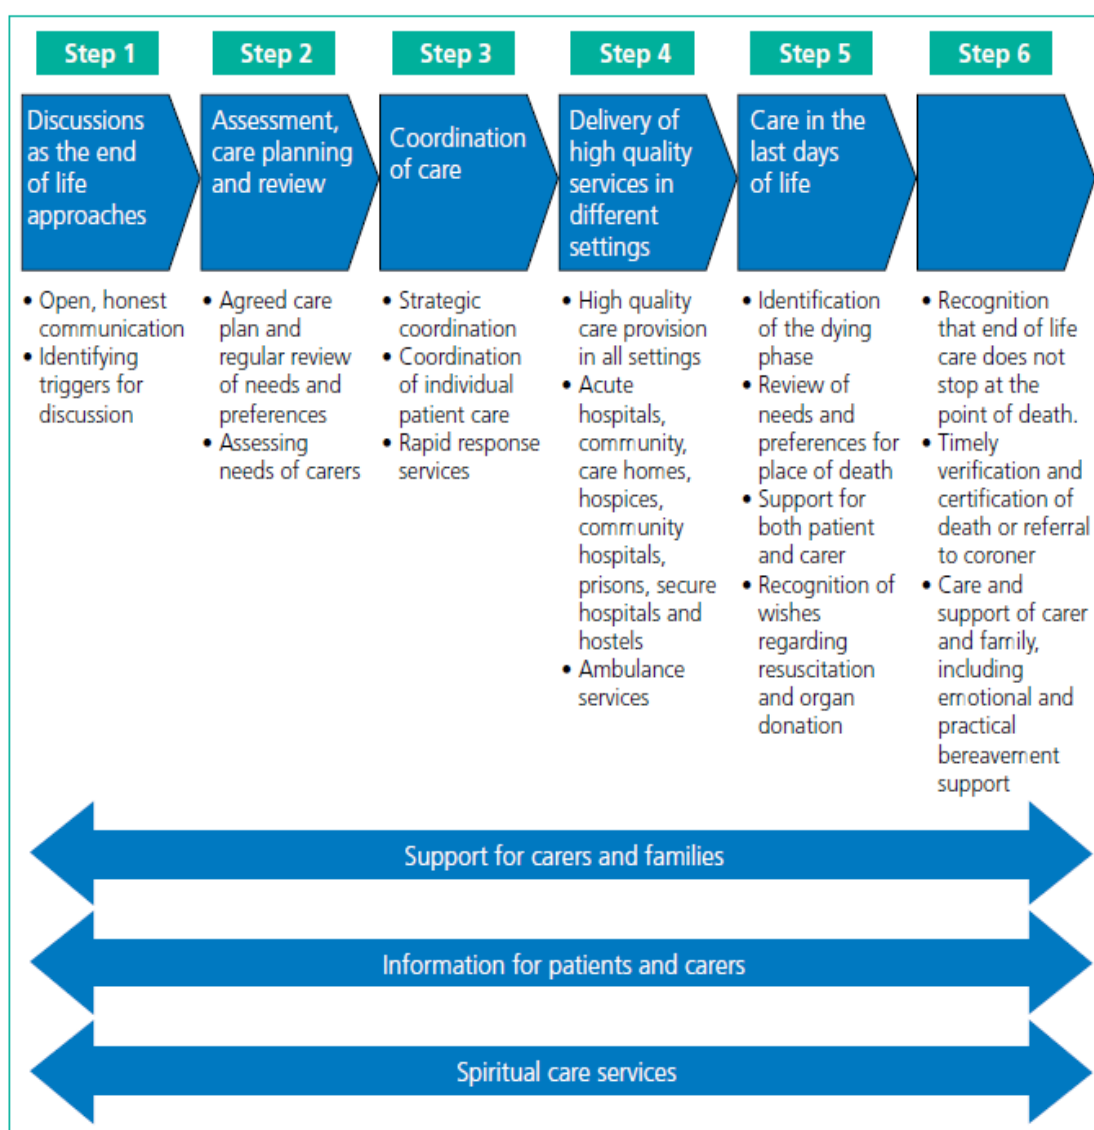 Step 1
Step 2
Step 3
Step 4
Step 5
Step 6
Discussions
as the end
of life
approaches
Assessment,
care planning
and review
Coordination
of care
Delivery of
high quality
services in
different
settings
Care in the
last days
of life
• Open, honest
communication
• Identifying
triggers for
discussion
• Agreed care
plan and
regular review
of needs and
preferences
• Assessing
needs of carers
• Strategic
coordination
• Coordination
of individual
patient care
• Rapid response
services
• High quality
care provision
in all settings
• Acute
hospitals,
community,
care homes,
hospices,
community
hospitals,
prisons, secure
hospitals and
hostels
• Ambulance
services
• Identification
of the dying
phase
• Review of
needs and
preferences for
place of death
• Support for
both patient
and carer
• Recognition of
wishes
regarding
resuscitation
and organ
donation
• Recognition
that end of life
care does not
stop at the
point of death.
• Timely
verification and
certification of
death or referral
to coroner
• Care and
support of carer
and family,
including
emotional and
practical
bereavement
support
Support for carers and families
Information for patients and carers
Spiritual care services